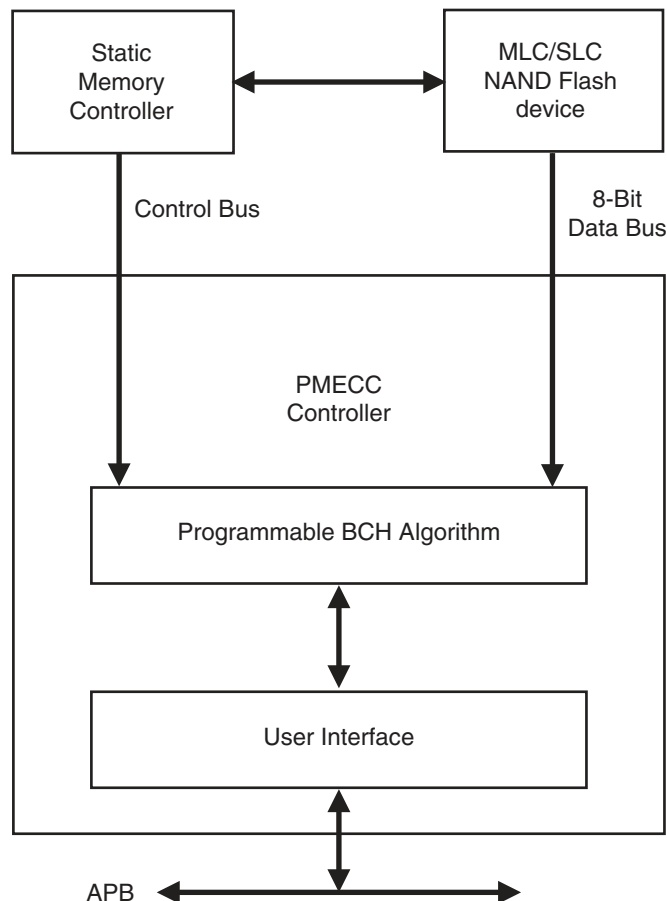 Static
Memory
Controller
MLC/SLC
NAND Flash
device
Control Bus
8-Bit
Data Bus
PMECC
Controller
Programmable BCH Algorithm
User Interface
APB